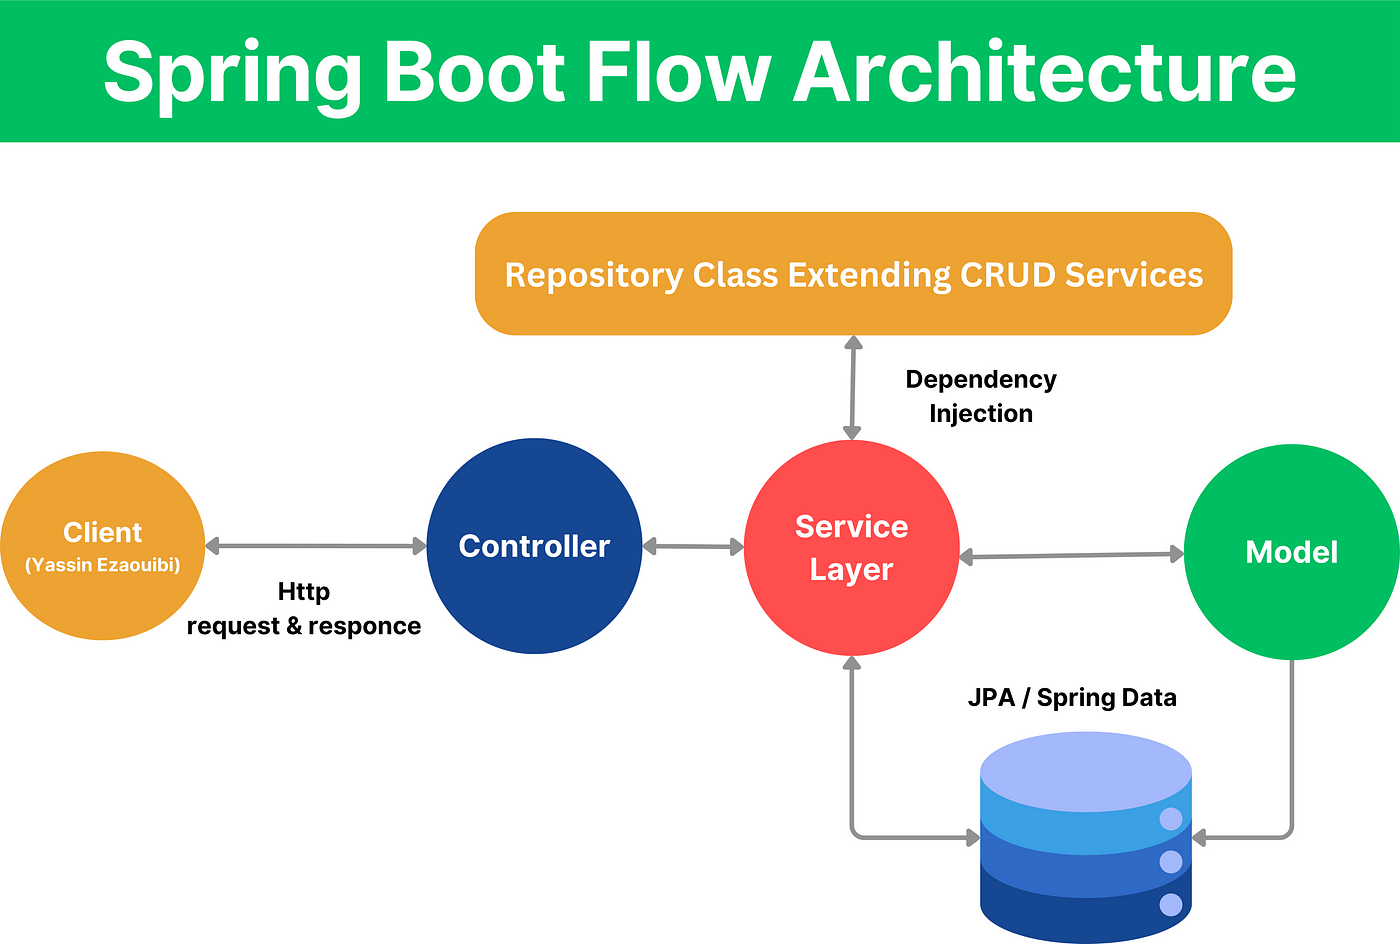 Spring Boot Flow Architecture
Repository Class Extending CRUD Services
Dependency
Injection
Client
(Yassin Ezaouibi)
Http
request & responce
Controller
Service
Layer
Model
JPA / Spring Data